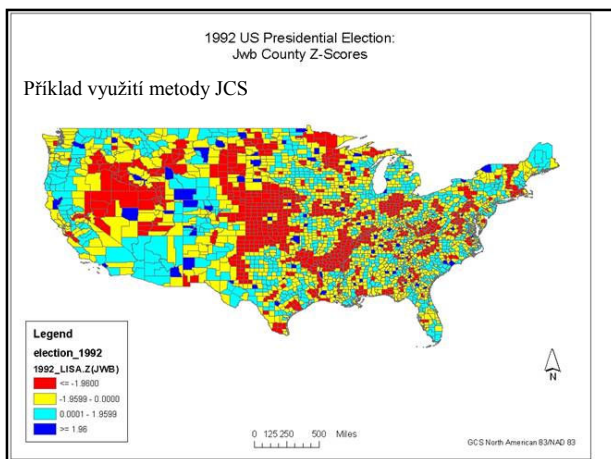 1992 US Presidential Election:
Jwb County Z-Scores
Příklad využití metody JCS
Legend
election_1992
1992_LISA.Z(JWB)
<= -1.9600
-1.9599 - 0.0000
0.0001 - 1.9599
>= 1.96
N
0 125 250 500 Miles
GCS North American 83/NAD 83